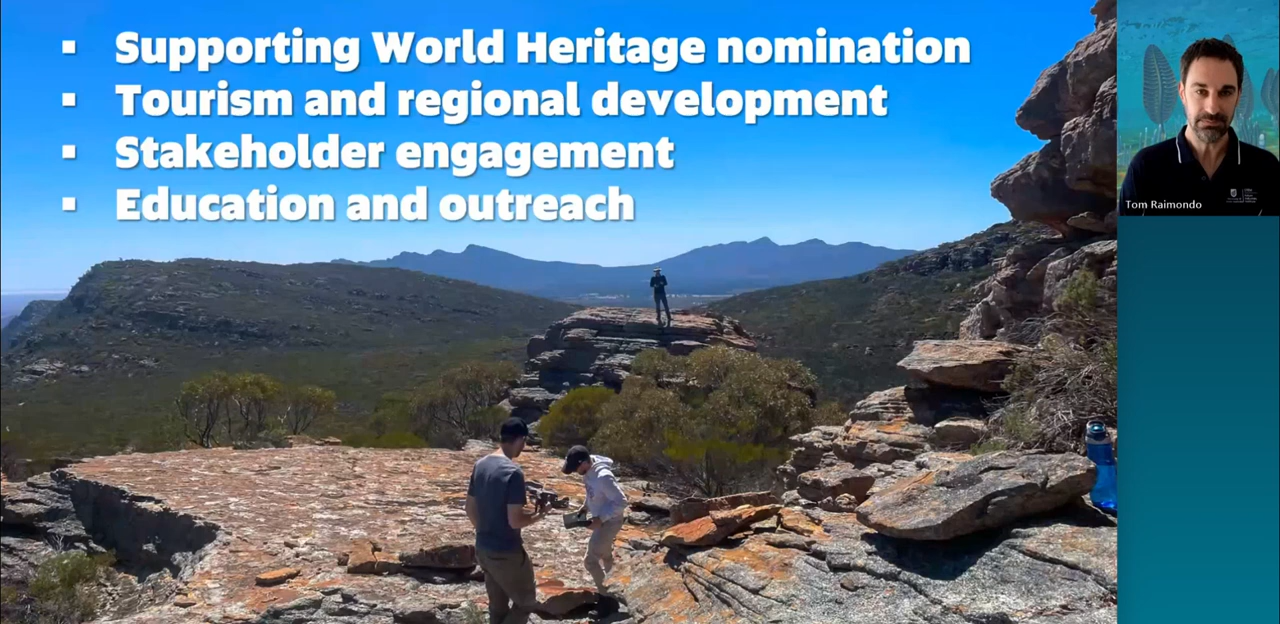 Supporting World Heritage nomination
Tourism and regional development
Stakeholder engagement
Education and outreach
Tom Raimondo